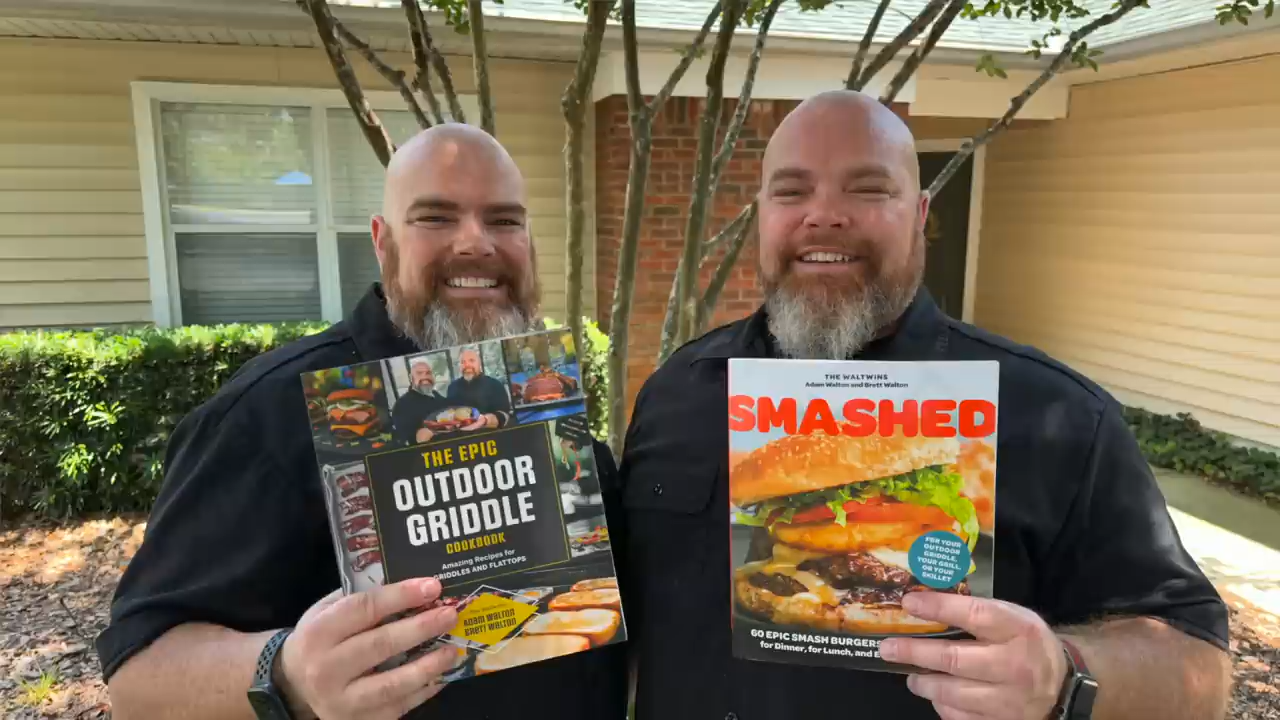 THE EPIC
OUTDOOR
GRIDDLE
COOKBOOK
Amazing Recipes for
GRIDDLES AND FLATTOPS
ADAM WALTON
BRETT WALTON
THE WALTWINS
Adam Walton and Brett Walton
SMASHED
FOR YOUR
OUTDOOR
GRIDDLE,
YOUR GRILL,
OR YOUR
SKILLET
60 EPIC SMASH BURGERS
for Dinner, for Lunch, and